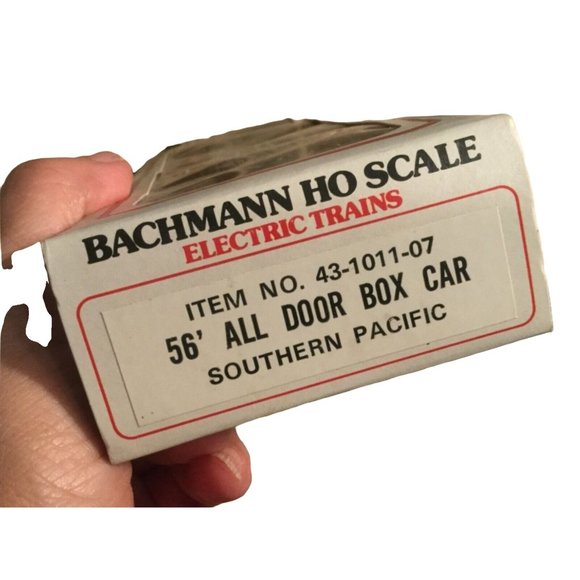 BACHMANN HO SCALE
ELECTRIC TRAINS
ITEM NO. 43-1011-07
56' ALL DOOR BOX CAR
SOUTHERN PACIFIC